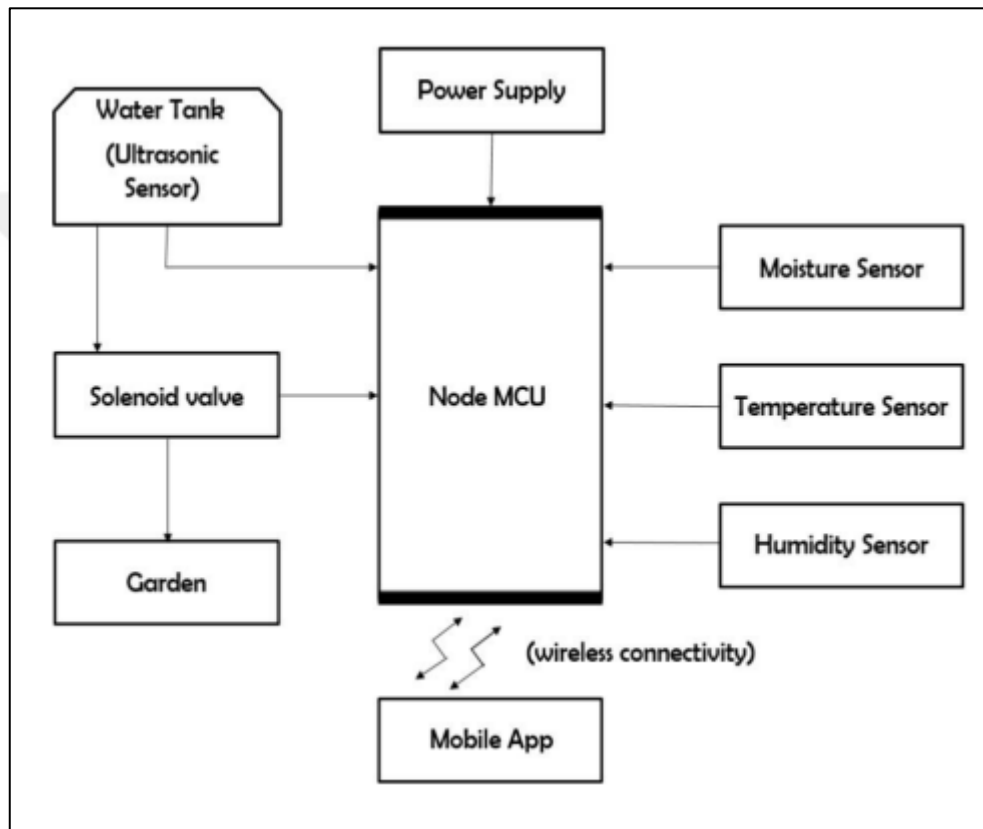 Power Supply
Water Tank
(Ultrasonic
Sensor)
Moisture Sensor
Solenoid valve
Node MCU
Temperature Sensor
Humidity Sensor
Garden
(wireless connectivity)
Mobile App